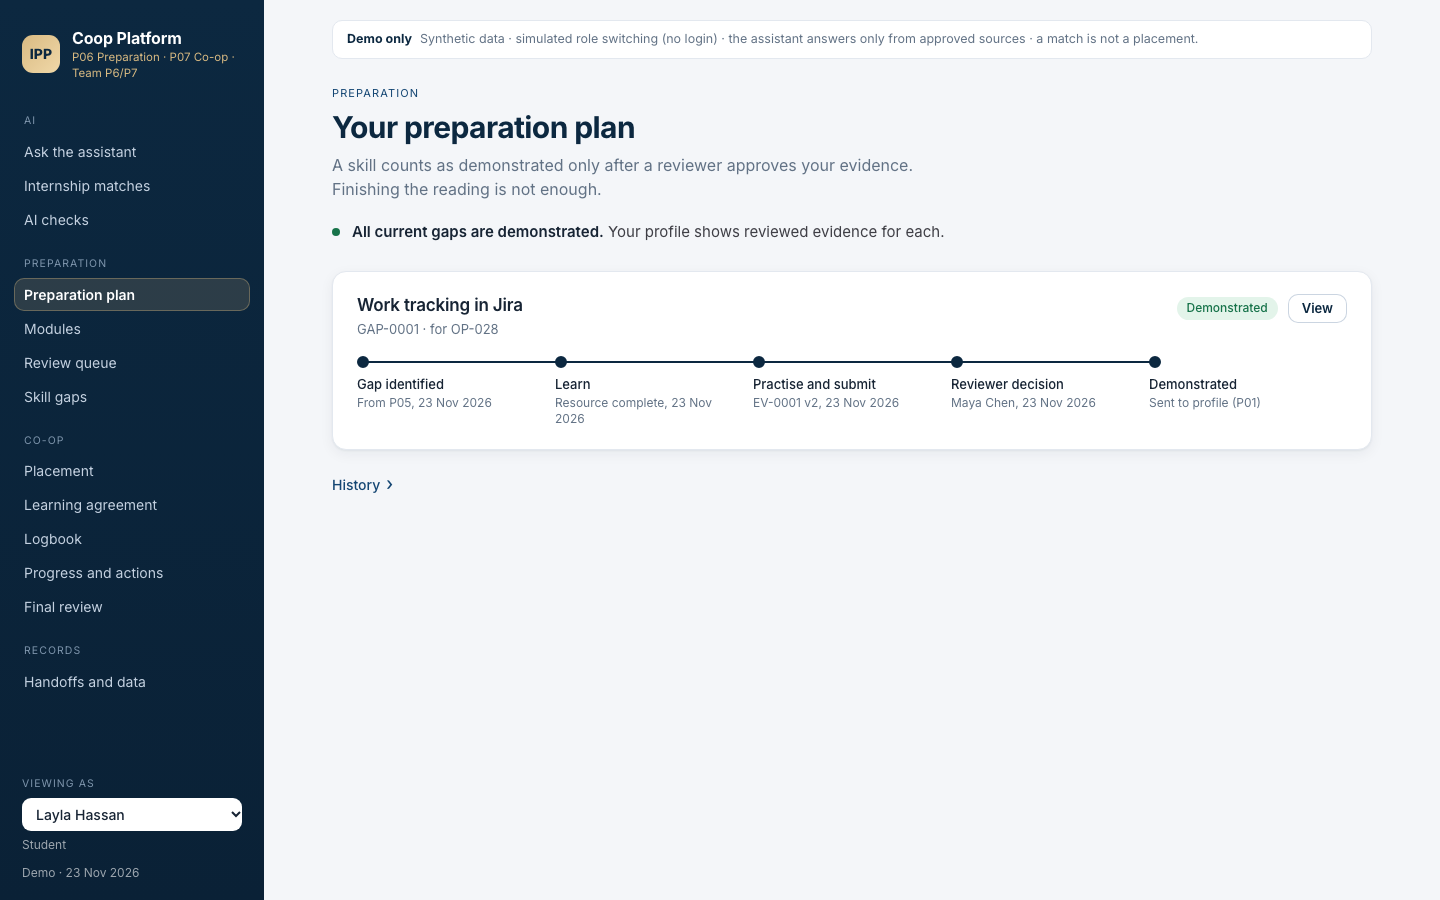 IPP
Coop Platform
P06 Preparation · P07 Co-op ·
Team P6/P7
AI
Ask the assistant
Internship matches
AI checks
PREPARATION
Preparation plan
Modules
Review queue
Skill gaps
CO-OP
Placement
Learning agreement
Logbook
Progress and actions
Final review
RECORDS
Handoffs and data
VIEWING AS
Layla Hassan
Student
Demo · 23 Nov 2026
Demo only Synthetic data · simulated role switching (no login) · the assistant answers only from approved sources · a match is not a placement.
PREPARATION
Your preparation plan
A skill counts as demonstrated only after a reviewer approves your evidence.
Finishing the reading is not enough.
All current gaps are demonstrated. Your profile shows reviewed evidence for each.
Work tracking in Jira
GAP-0001 · for OP-028
Demonstrated
View
Gap identified
From P05, 23 Nov 2026
Learn
Resource complete, 23 Nov
2026
Practise and submit
EV-0001 v2, 23 Nov 2026
Reviewer decision
Maya Chen, 23 Nov 2026
Demonstrated
Sent to profile (P01)
History ›